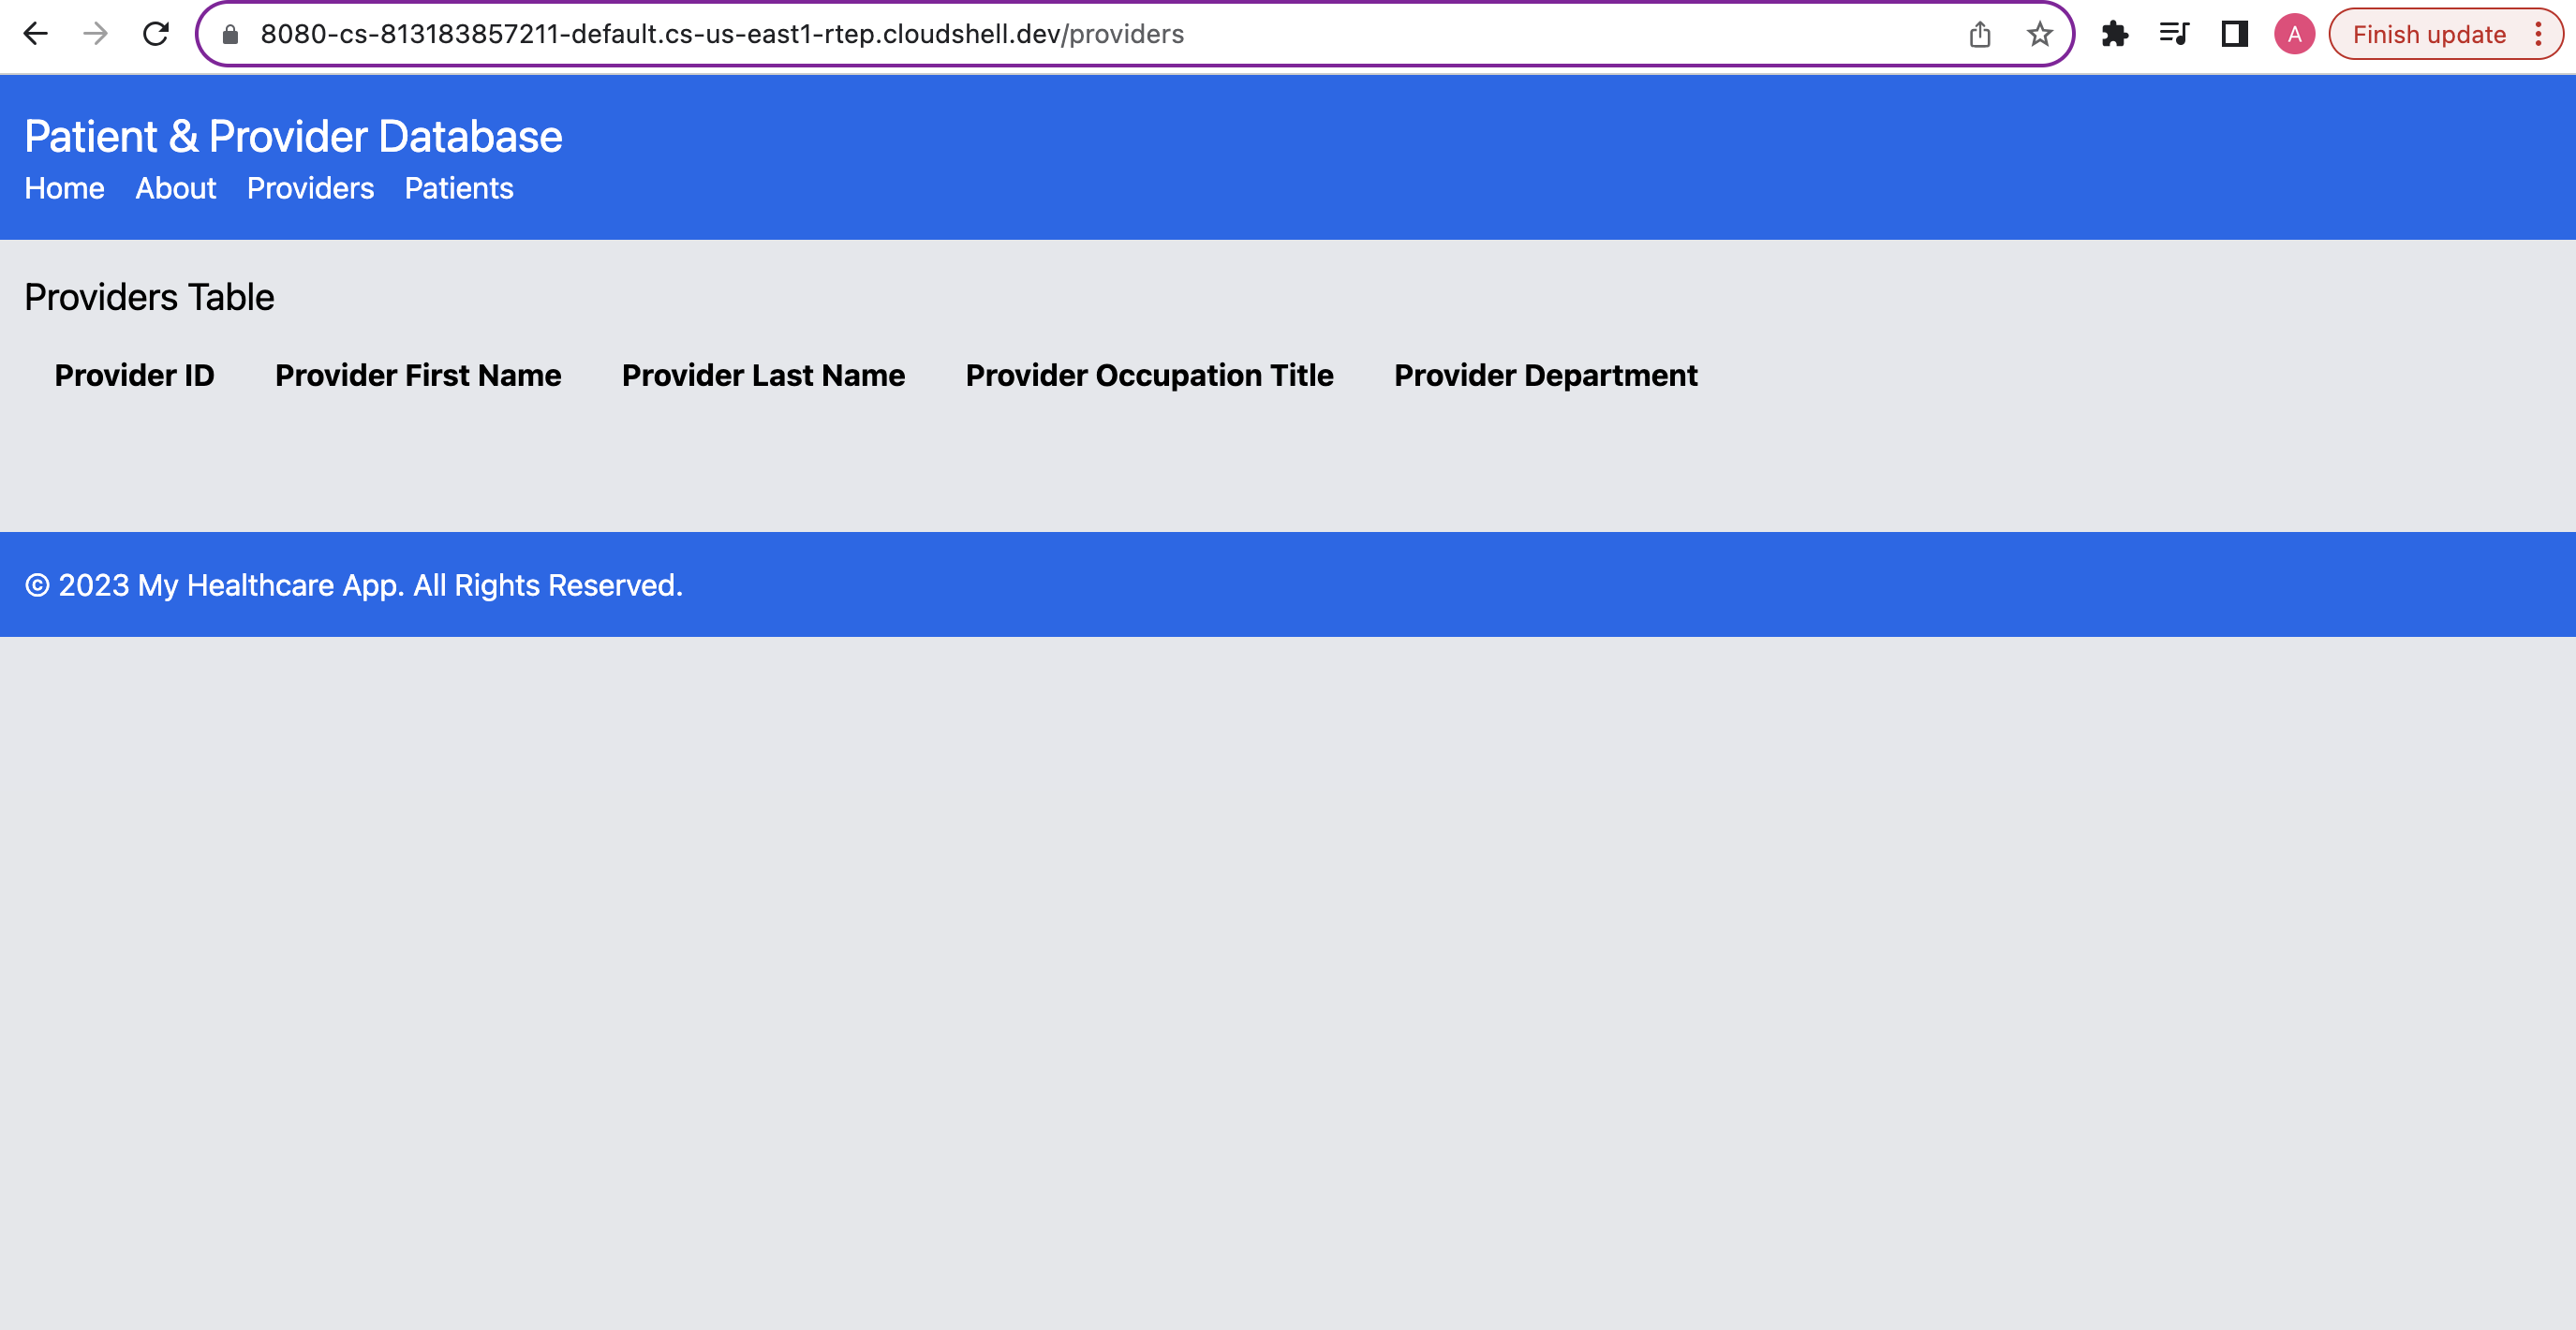 8080-cs-813183857211-default.cs-us-east1-rtep.cloudshell.dev/providers
A
Finish update
Patient & Provider Database
Home About Providers Patients
Providers Table
Provider ID Provider First Name Provider Last Name Provider Occupation Title Provider Department
© 2023 My Healthcare App. All Rights Reserved.